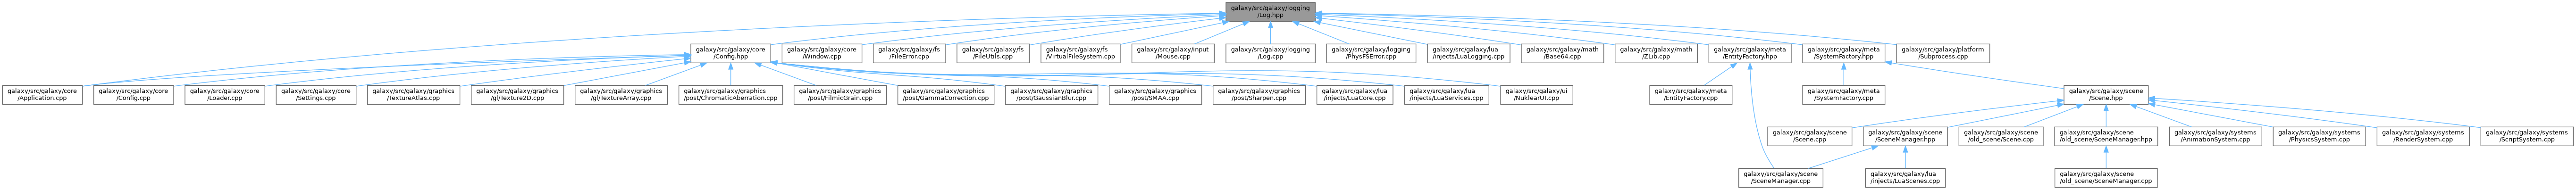 galaxy/src/galaxy/logging
/Log.hpp
galaxy/src/galaxy/core
/Config.hpp
galaxy/src/galaxy/core
/Window.cpp
galaxy/src/galaxy/fs
/FileError.cpp
galaxy/src/galaxy/fs
/FileUtils.cpp
galaxy/src/galaxy/fs
/VirtualFileSystem.cpp
galaxy/src/galaxy/input
/Mouse.cpp
galaxy/src/galaxy/logging
/Log.cpp
galaxy/src/galaxy/logging
/PhysFSError.cpp
galaxy/src/galaxy/lua
/injects/LuaLogging.cpp
galaxy/src/galaxy/math
/Base64.cpp
galaxy/src/galaxy/math
/ZLib.cpp
galaxy/src/galaxy/meta
/EntityFactory.hpp
galaxy/src/galaxy/meta
/SystemFactory.hpp
galaxy/src/galaxy/platform
/Subprocess.cpp
galaxy/src/galaxy/core
/Application.cpp
galaxy/src/galaxy/core
/Config.cpp
galaxy/src/galaxy/core
/Loader.cpp
galaxy/src/galaxy/core
/Settings.cpp
galaxy/src/galaxy/graphics
/TextureAtlas.cpp
galaxy/src/galaxy/graphics
/gl/Texture2D.cpp
galaxy/src/galaxy/graphics
/gl/TextureArray.cpp
galaxy/src/galaxy/graphics
/post/ChromaticAberration.cpp
galaxy/src/galaxy/graphics
/post/FilmicGrain.cpp
galaxy/src/galaxy/graphics
/post/GammaCorrection.cpp
galaxy/src/galaxy/graphics
/post/GaussianBlur.cpp
galaxy/src/galaxy/graphics
/post/SMAA.cpp
galaxy/src/galaxy/graphics
/post/Sharpen.cpp
galaxy/src/galaxy/lua
/injects/LuaCore.cpp
galaxy/src/galaxy/lua
/injects/LuaServices.cpp
galaxy/src/galaxy/ui
/NuklearUI.cpp
galaxy/src/galaxy/meta
/EntityFactory.cpp
galaxy/src/galaxy/meta
/SystemFactory.cpp
galaxy/src/galaxy/scene
/Scene.hpp
galaxy/src/galaxy/scene
/Scene.cpp
galaxy/src/galaxy/scene
/SceneManager.hpp
galaxy/src/galaxy/scene
/old_scene/Scene.cpp
galaxy/src/galaxy/scene
/old_scene/SceneManager.hpp
galaxy/src/galaxy/systems
/AnimationSystem.cpp
galaxy/src/galaxy/systems
/PhysicsSystem.cpp
galaxy/src/galaxy/systems
/RenderSystem.cpp
galaxy/src/galaxy/systems
/ScriptSystem.cpp
galaxy/src/galaxy/scene
/SceneManager.cpp
galaxy/src/galaxy/lua
/injects/LuaScenes.cpp
galaxy/src/galaxy/scene
/old_scene/SceneManager.cpp